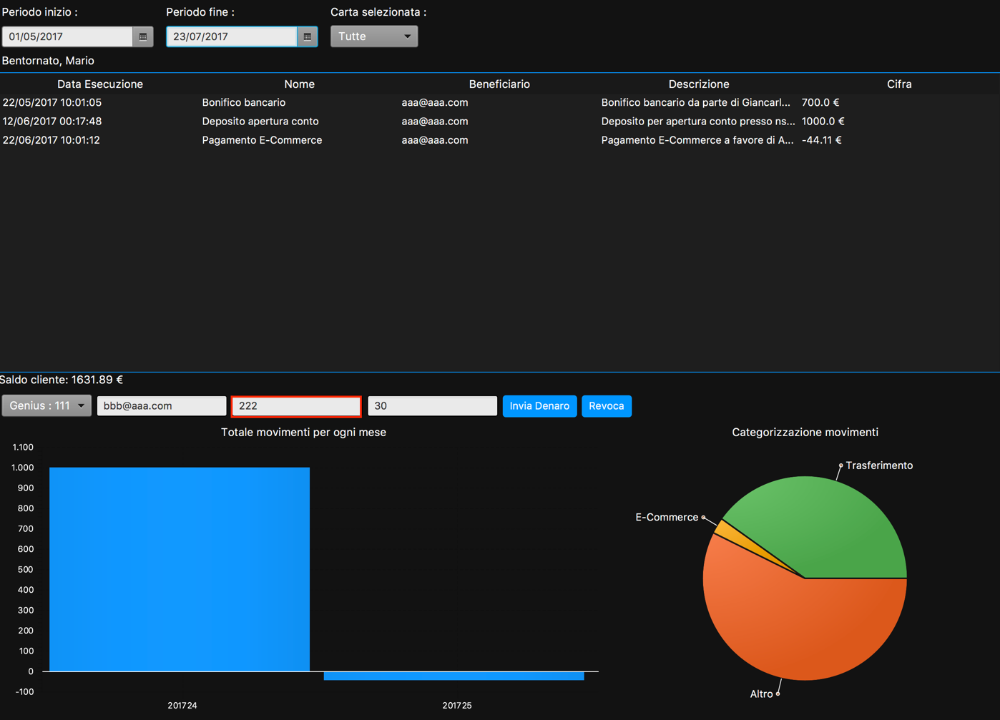 Periodo inizio :
Periodo fine :
Carta selezionata :
01/05/2017
23/07/2017
Tutte
Bentornato, Mario
Data Esecuzione Nome Beneficiario Descrizione Cifra
22/05/2017 10:01:05 Bonifico bancario aaa@aaa.com Bonifico bancario da parte di Giancarl... 700.0 €
12/06/2017 00:17:48 Deposito apertura conto aaa@aaa.com Deposito per apertura conto presso ns... 1000.0 €
22/06/2017 10:01:12 Pagamento E-Commerce aaa@aaa.com Pagamento E-Commerce a favore di A... -44.11 €
Saldo cliente: 1631.89 €
Genius : 111
bbb@aaa.com
222
30
Invia Denaro
Revoca
Totale movimenti per ogni mese
1.100
1.000
900
800
700
600
500
400
300
200
100
0
-100
201724
201725
Categorizzazione movimenti
Trasferimento
E-Commerce
Altro